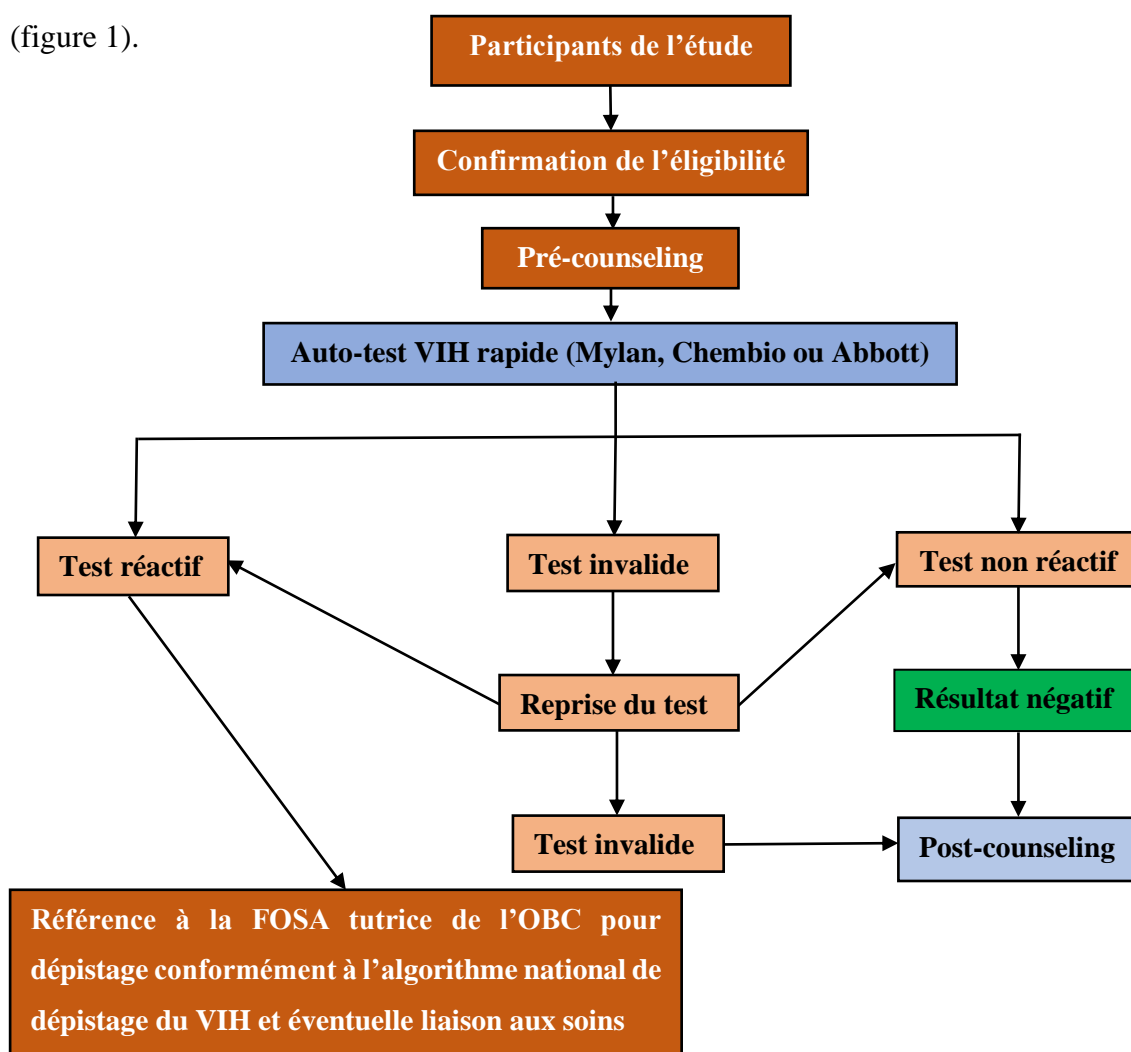 (figure 1).
Participants de l’étude
Confirmation de l’éligibilité
Pré-counseling
Auto-test VIH rapide (Mylan, Chembio ou Abbott)
Test réactif
Test invalide
Test non réactif
Reprise du test
Résultat négatif
Test invalide
Post-counseling
Référence à la FOSA tutrice de l’OBC pour
dépistage conformément à l’algorithme national de
dépistage du VIH et éventuelle liaison aux soins